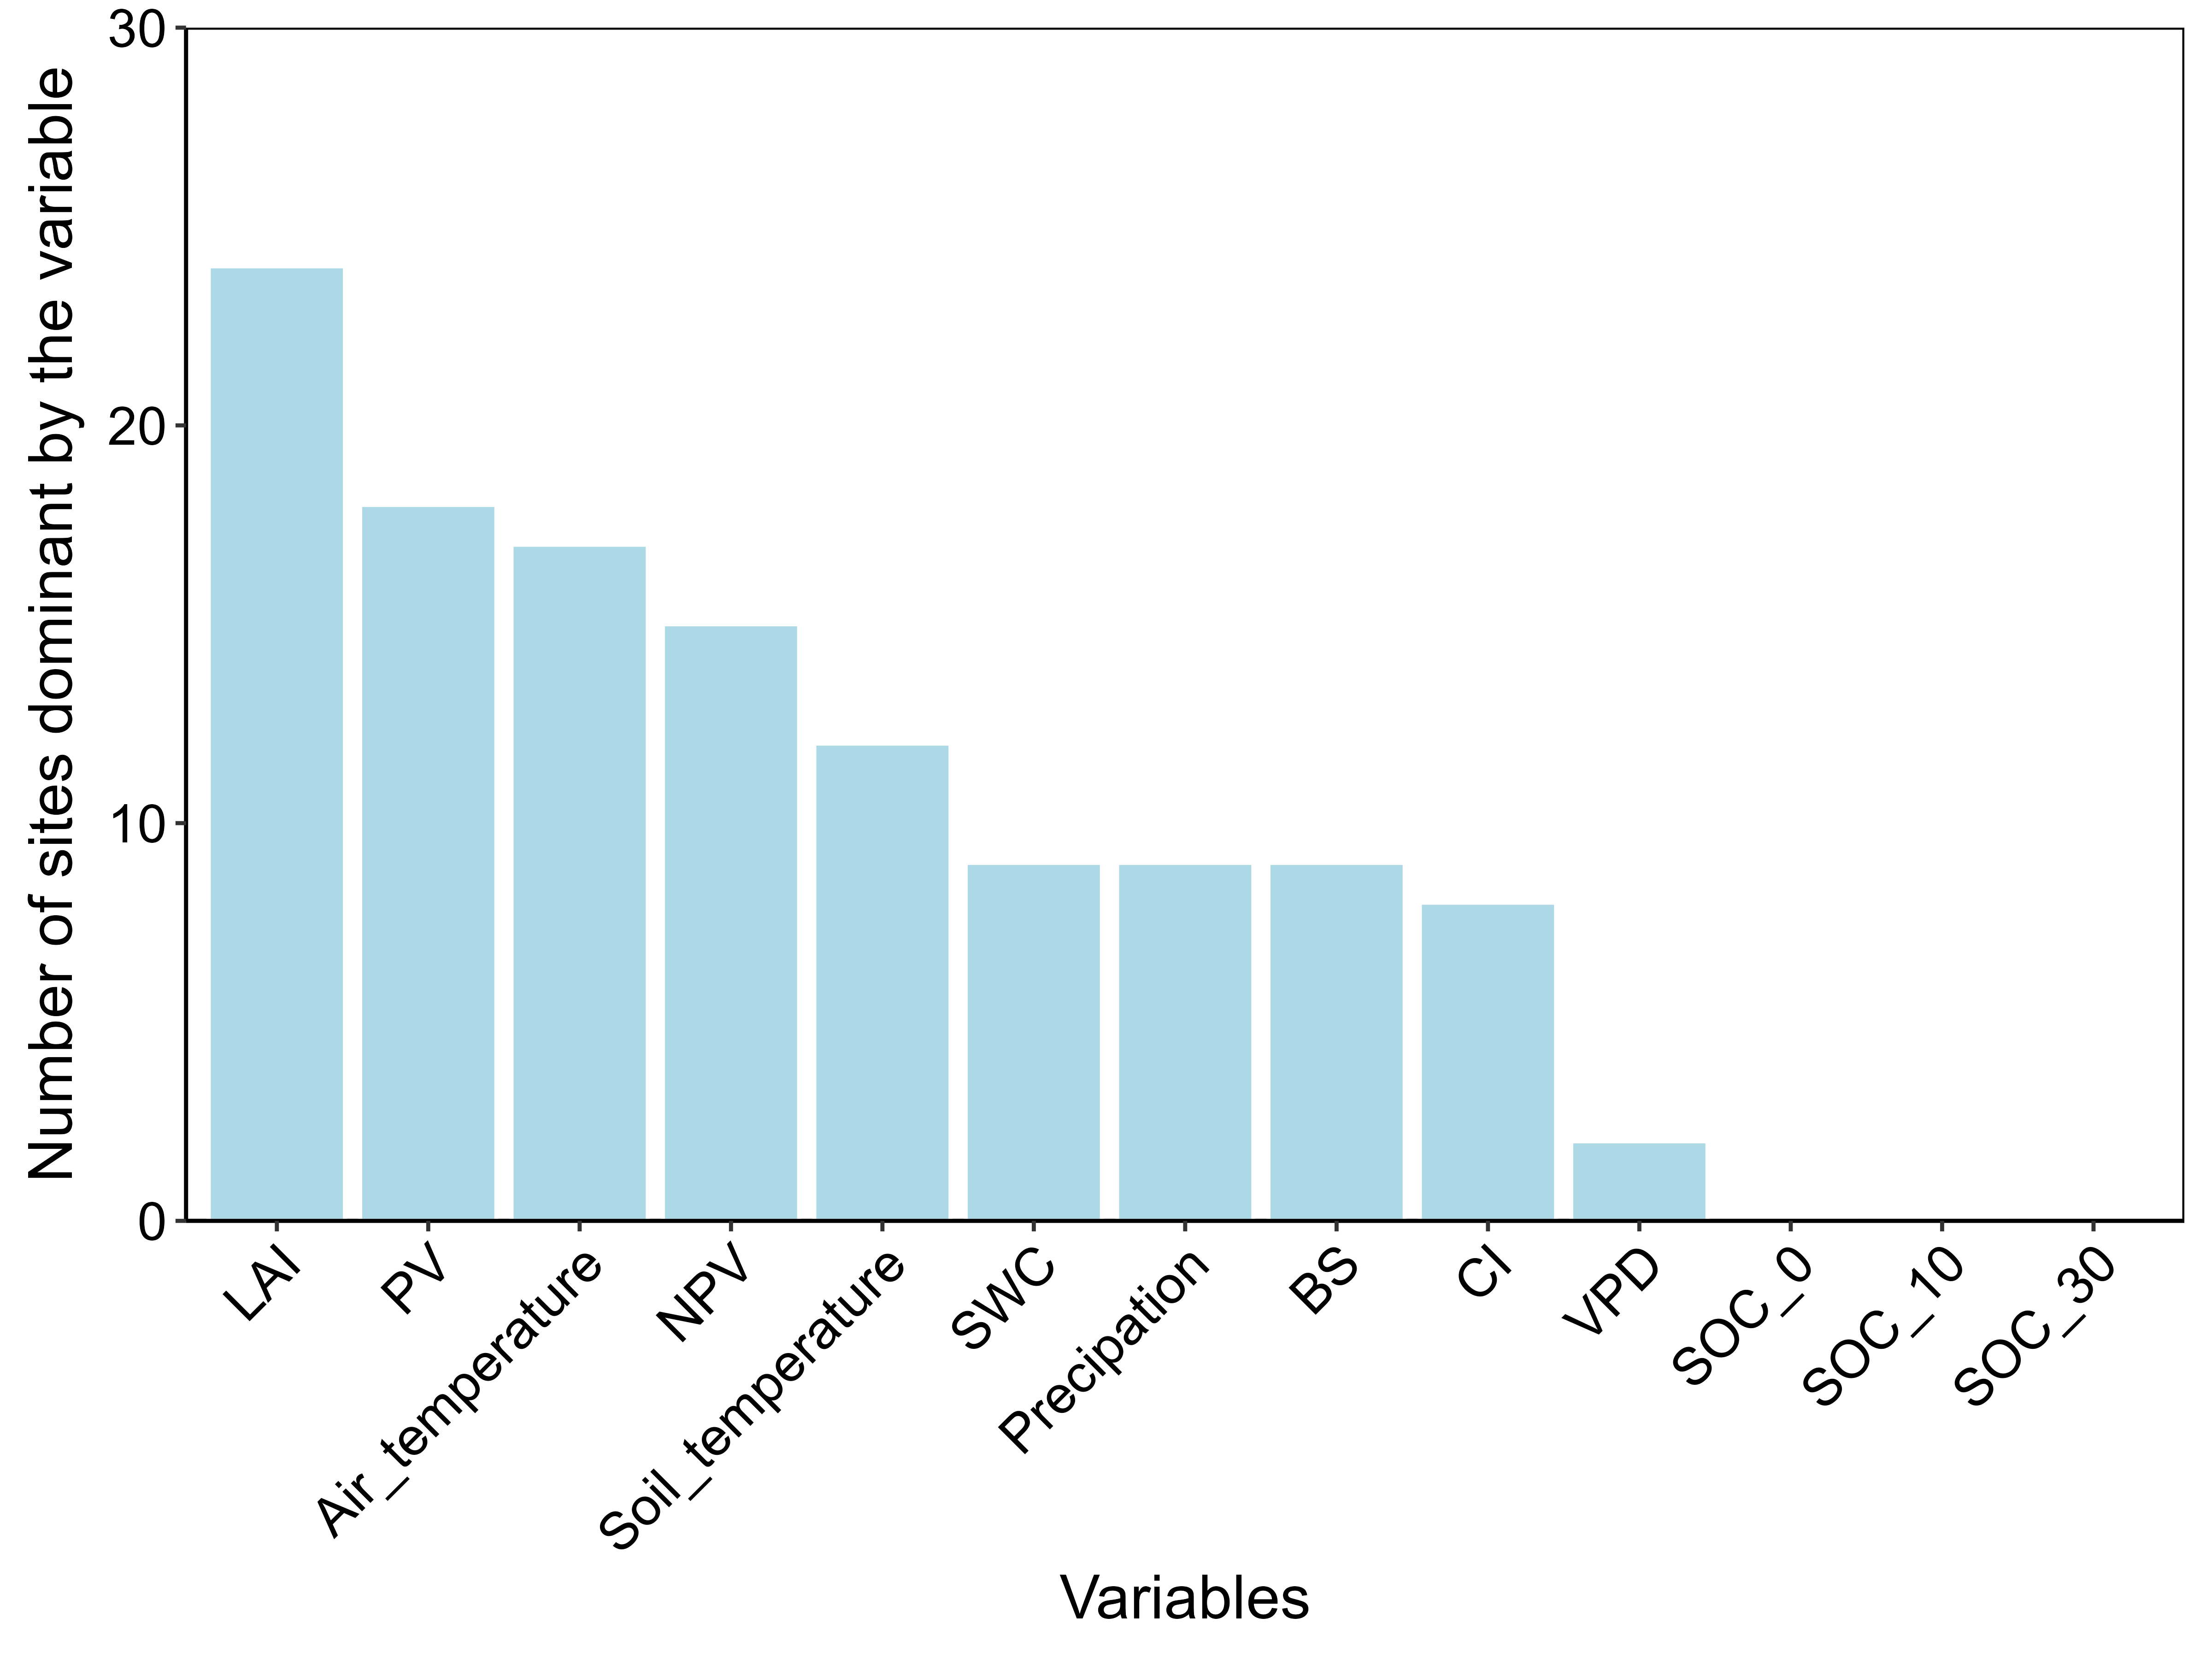 Number of sites dominant by the variable
30
20
10
0
LAI
PV
Air_temperature
NPV
Soil_temperature
SWC
Precipation
BS
CI
VPD
SOC_0
SOC_10
SOC_30
Variables